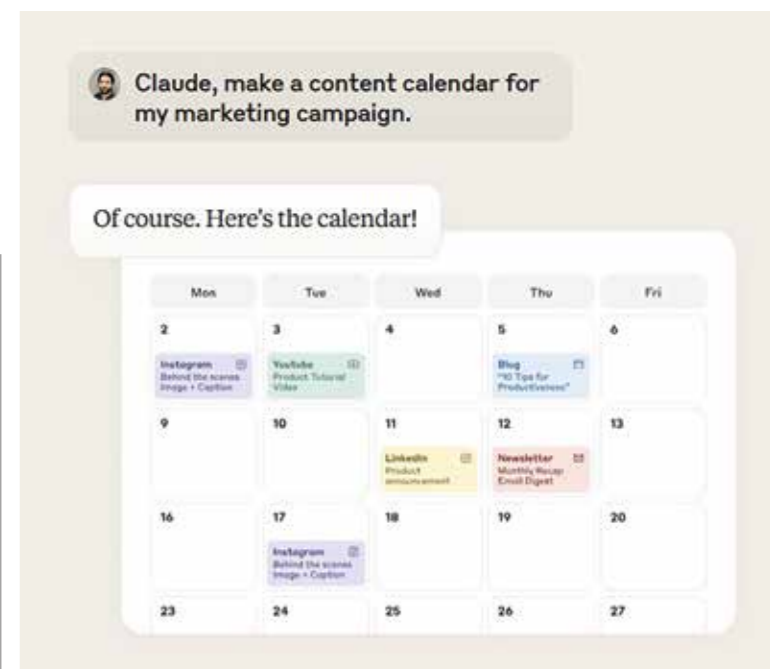 Claude, make a content calendar for
my marketing campaign.
Of course. Here's the calendar!
Mon Tue Wed Thu Fri
2 3 4 5 6
Instagram
Behind the scenes
Image + Caption
Youtube
Product Tutorial
Video
Blog
"10 Tips for
Productiveness"
9 10 11 12 13
LinkedIn
Product
announcement
Newsletter
Monthly Recap
Email Digest
16 17 18 19 20
Instagram
Behind the scenes
Image + Caption
23 24 25 26 27